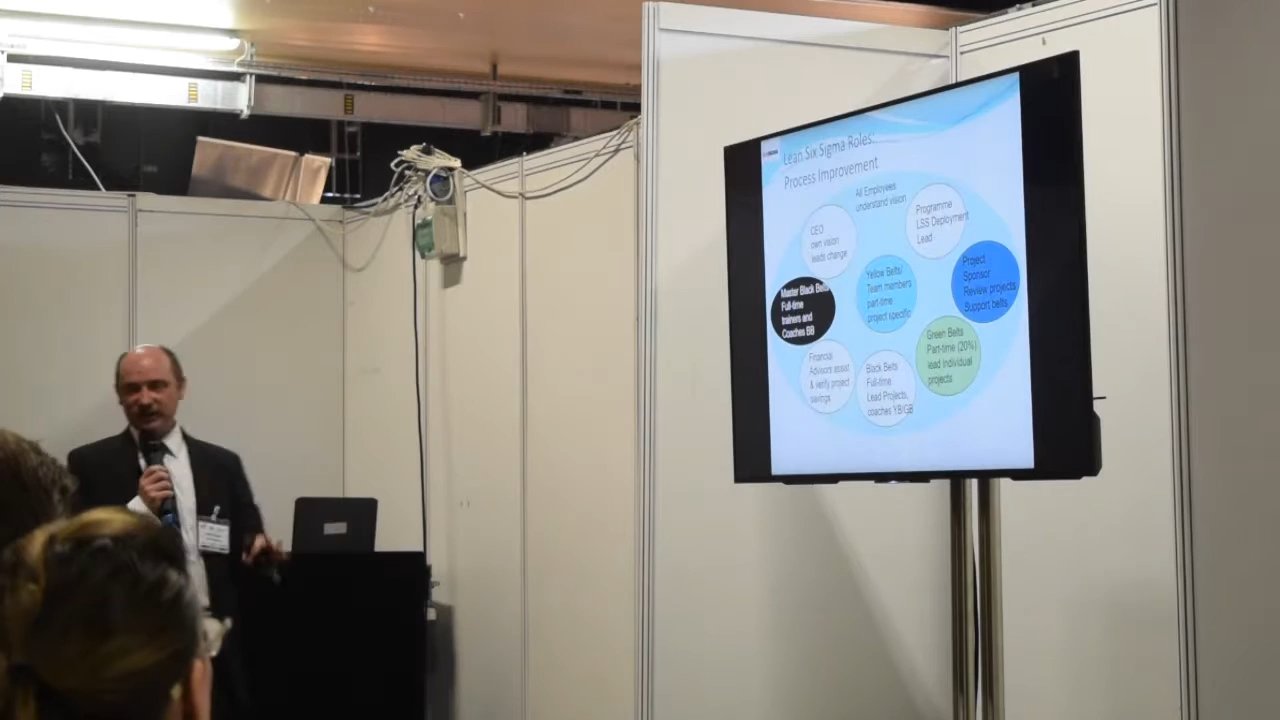 Lean Six Sigma Roles:
Process Improvement
All Employees
understand vision
CEO
own vision
leads change
Programme
LSS Deployment
Lead
Master Black Belts
Full-time
trainers and
Coaches BB
Yellow Belts/
Team members
part-time
project specific
Project
Sponsor
Review projects
Support belts
Financial
Advisors assist
& verify project
savings
Black Belts
Full-time
Lead Projects,
coaches YB/GB
Green Belts
Part-time (20%)
lead individual
projects